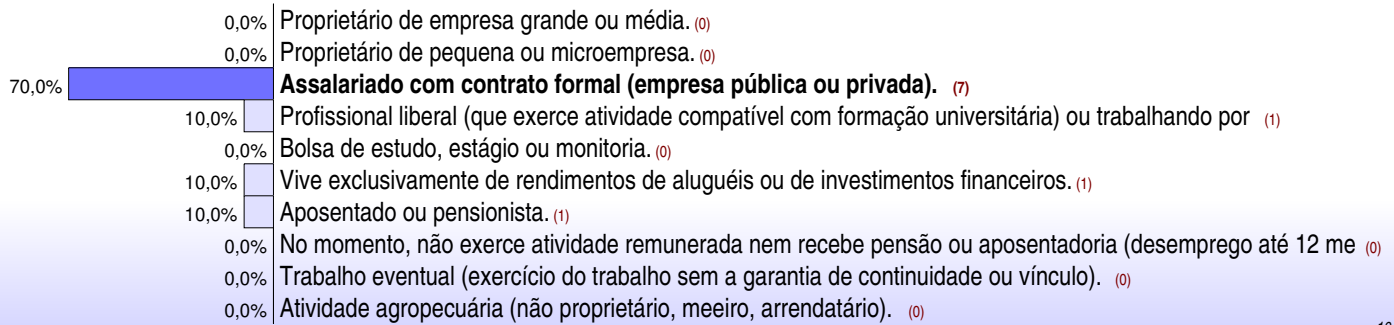 0,0% Proprietário de empresa grande ou média. (0)
0,0% Proprietário de pequena ou microempresa. (0)
70,0% Assalariado com contrato formal (empresa pública ou privada). (7)
10,0% Profissional liberal (que exerce atividade compatível com formação universitária) ou trabalhando por (1)
0,0% Bolsa de estudo, estágio ou monitoria. (0)
10,0% Vive exclusivamente de rendimentos de aluguéis ou de investimentos financeiros. (1)
10,0% Aposentado ou pensionista. (1)
0,0% No momento, não exerce atividade remunerada nem recebe pensão ou aposentadoria (desemprego até 12 me (0)
0,0% Trabalho eventual (exercício do trabalho sem a garantia de continuidade ou vínculo). (0)
0,0% Atividade agropecuária (não proprietário, meeiro, arrendatário). (0)